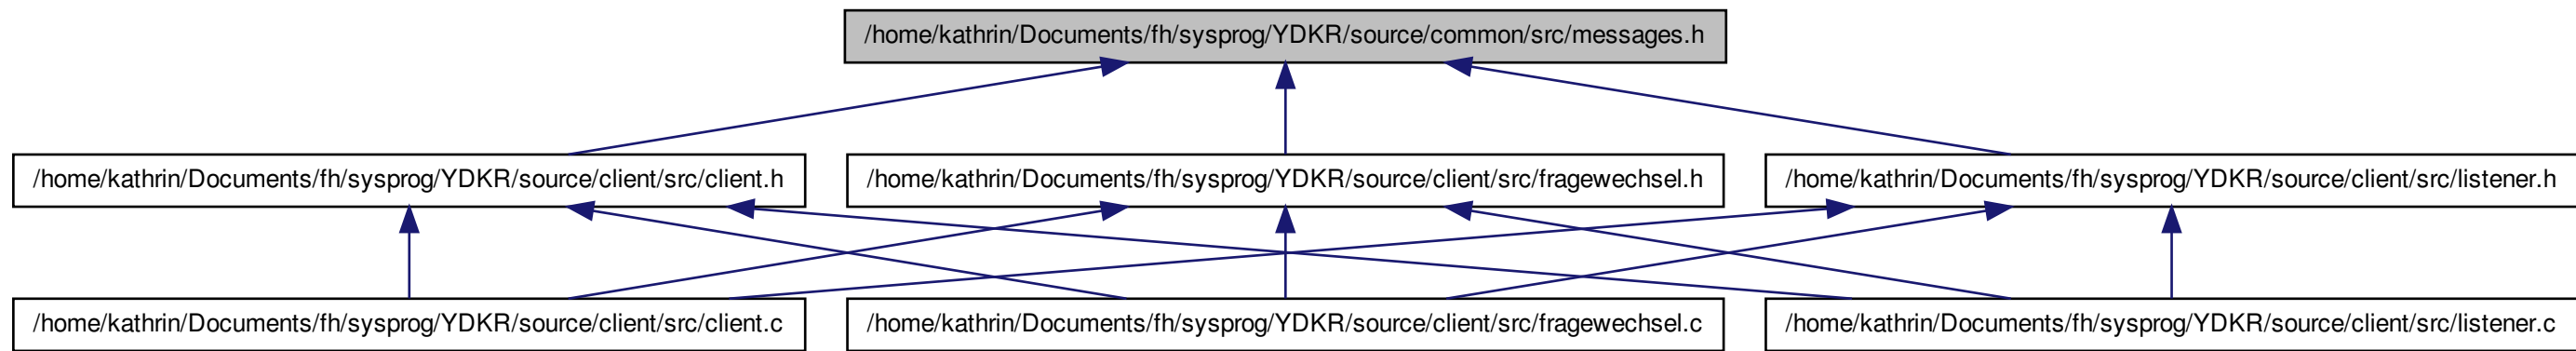 /home/kathrin/Documents/fh/sysprog/YDKR/source/common/src/messages.h
/home/kathrin/Documents/fh/sysprog/YDKR/source/client/src/client.h
/home/kathrin/Documents/fh/sysprog/YDKR/source/client/src/fragewechsel.h
/home/kathrin/Documents/fh/sysprog/YDKR/source/client/src/listener.h
/home/kathrin/Documents/fh/sysprog/YDKR/source/client/src/client.c
/home/kathrin/Documents/fh/sysprog/YDKR/source/client/src/fragewechsel.c
/home/kathrin/Documents/fh/sysprog/YDKR/source/client/src/listener.c